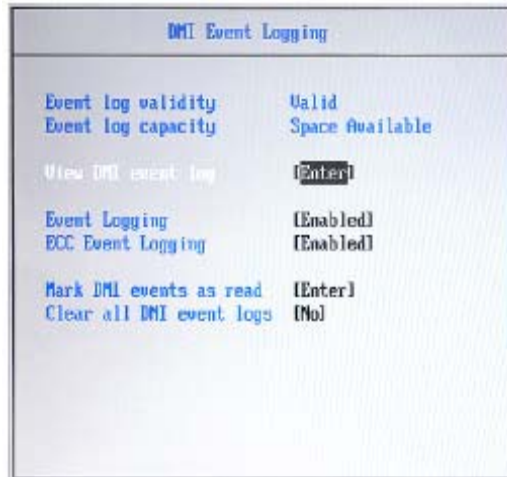 DMI Event Logging
Event log validity Valid
Event log capacity Space Available
View DMI event log [Enter]
Event Logging [Enabled]
ECC Event Logging [Enabled]
Mark DMI events as read [Enter]
Clear all DMI event logs [No]